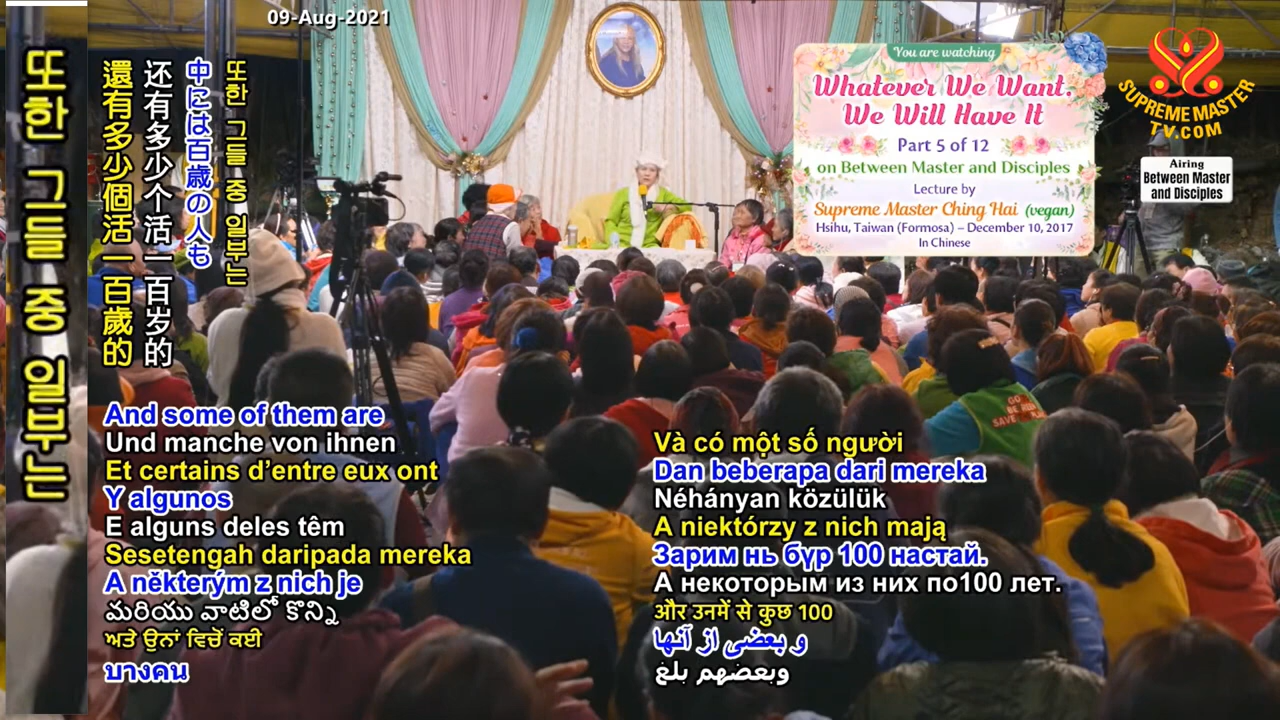 09-Aug-2021
You are watching
Whatever We Want,
We Will Have It
Part 5 of 12
on Between Master and Disciples
Lecture by
Supreme Master Ching Hai (vegan)
Hsihu, Taiwan (Formosa) – December 10, 2017
In Chinese
SUPREME MASTER
TV.COM
Airing
Between Master
and Disciples
또한 그들 중 일부는
還有多少個活一百歲的
还有多少个活一百岁的
中には百歳の人も
또한 그들 중 일부는
And some of them are
Und manche von ihnen
Et certains d’entre eux ont
Y algunos
E alguns deles têm
Sesetengah daripada mereka
A některým z nich je
మరియు వాటిలో కొన్ని
ਅਤੇ ਉਨਾਂ ਵਿਚੋਂ ਕਈ
บางคน
Và có một số người
Dan beberapa dari mereka
Néhányan közülük
A niektórzy z nich mają
Зарим нь бүр 100 настай.
А некоторым из них по100 лет.
और उनमें से कुछ 100
و بعضی از آنها
وبعضهم بلغ